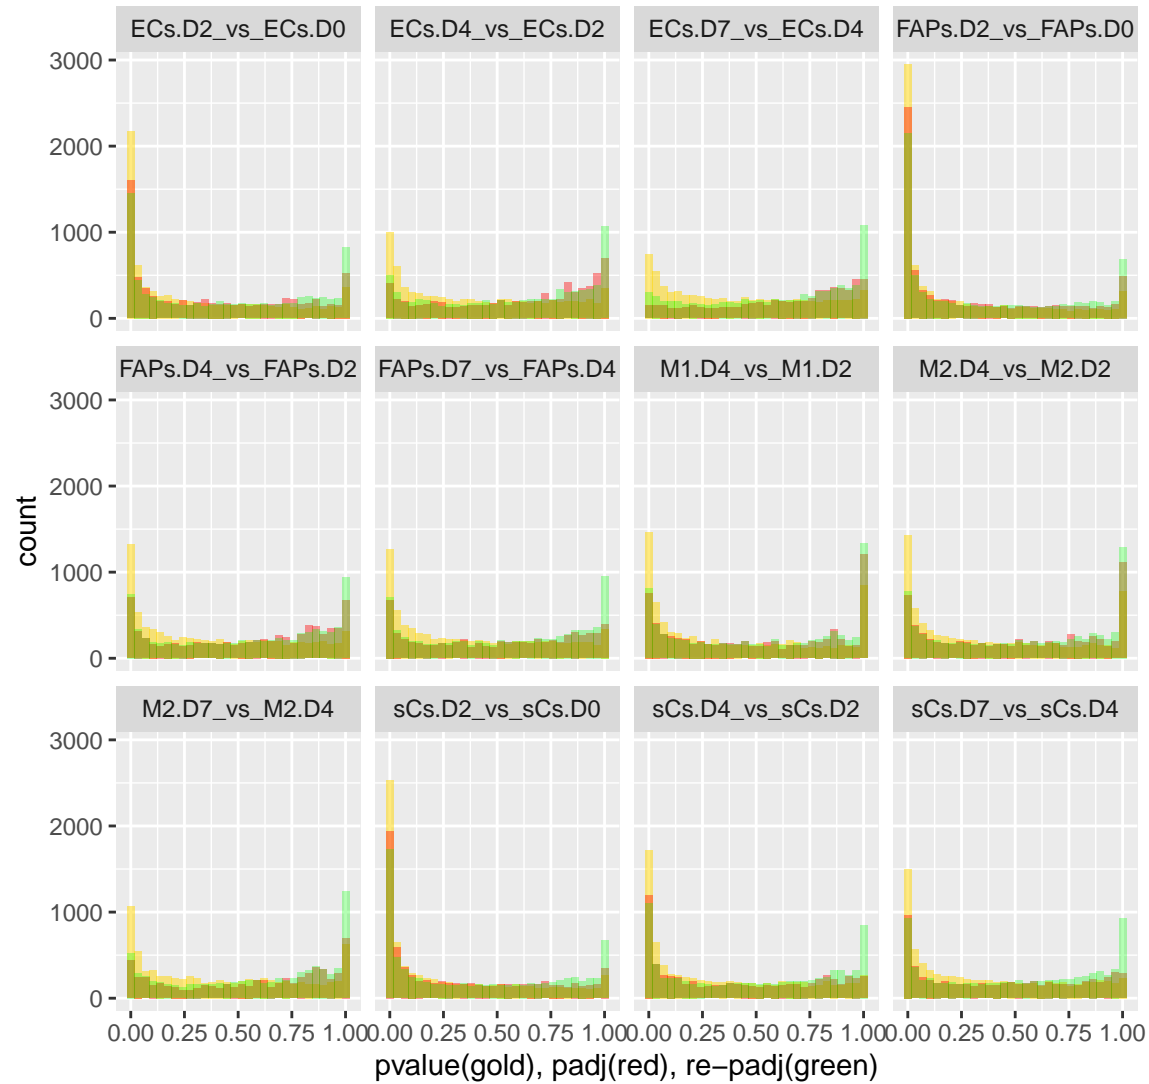 ECs.D2_vs_ECs.D0 ECs.D4_vs_ECs.D2 ECs.D7_vs_ECs.D4 FAPs.D2_vs_FAPs.D0
3000
2000
1000
0
FAPs.D4_vs_FAPs.D2 FAPs.D7_vs_FAPs.D4 M1.D4_vs_M1.D2 M2.D4_vs_M2.D2
3000
2000
1000
0
count
M2.D7_vs_M2.D4 sCs.D2_vs_sCs.D0 sCs.D4_vs_sCs.D2 sCs.D7_vs_sCs.D4
3000
2000
1000
0
0.00 0.25 0.50 0.75 1.00 0.00 0.25 0.50 0.75 1.00 0.00 0.25 0.50 0.75 1.00 0.00 0.25 0.50 0.75 1.00
pvalue(gold), padj(red), re−padj(green)